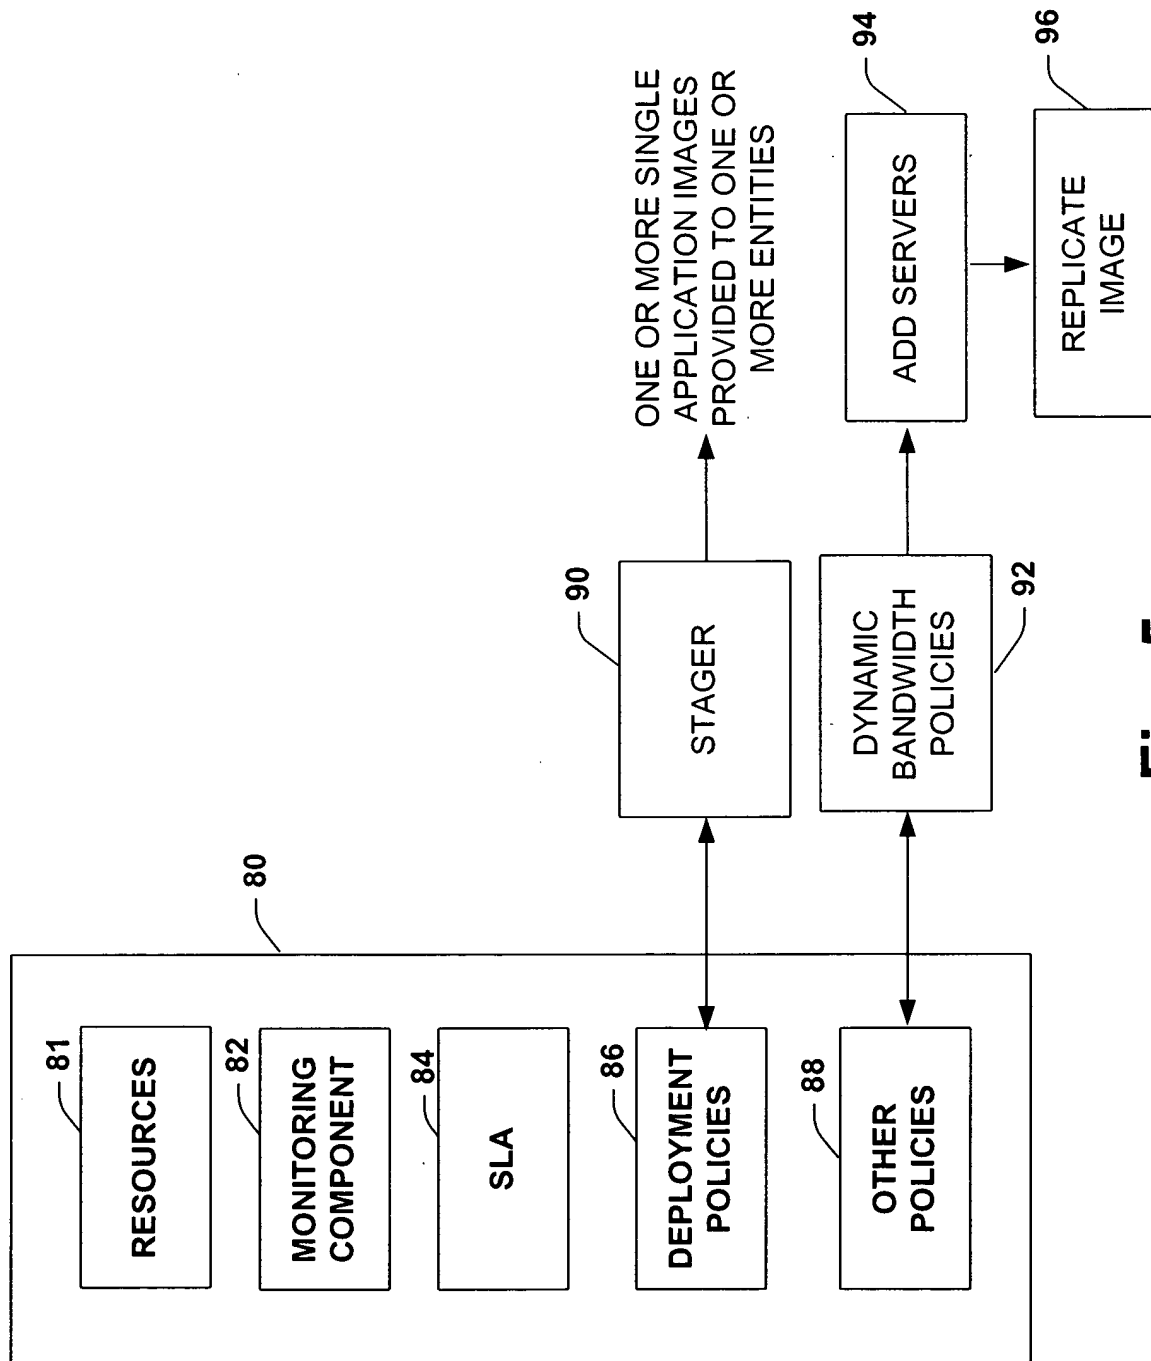 80
81
RESOURCES
82
MONITORING
COMPONENT
84
SLA
86
DEPLOYMENT
POLICIES
88
OTHER
POLICIES
90
STAGER
ONE OR MORE SINGLE
APPLICATION IMAGES
PROVIDED TO ONE OR
MORE ENTITIES
DYNAMIC
BANDWIDTH
POLICIES
92
94
ADD SERVERS
96
REPLICATE
IMAGE